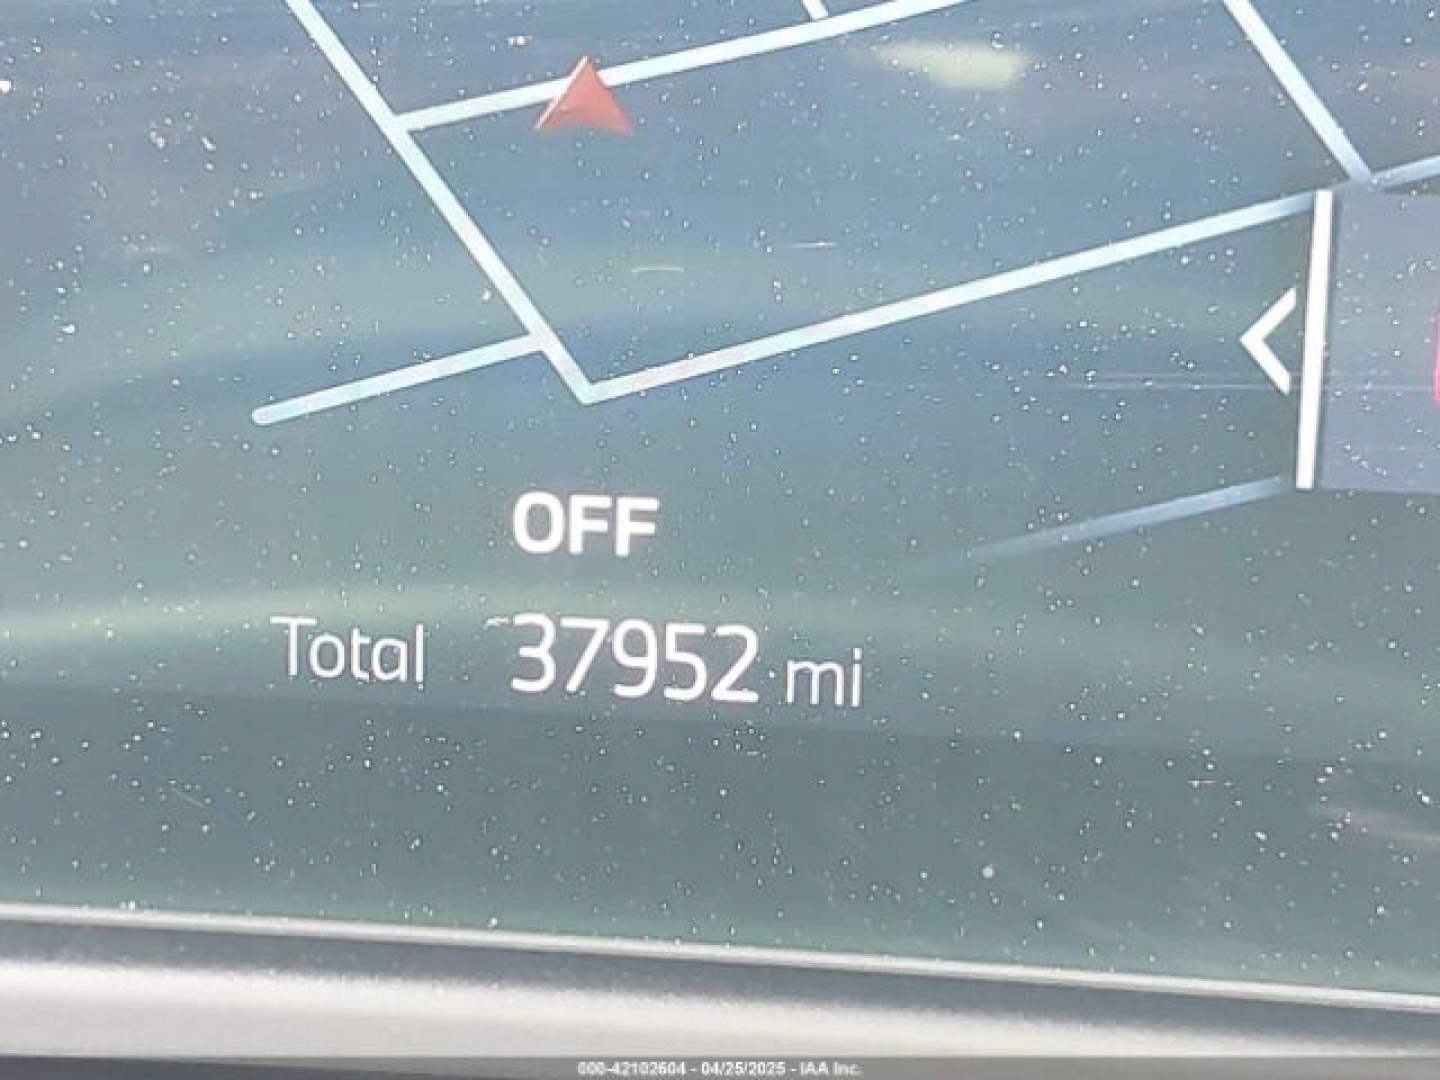 OFF
Total 37952 mi
000-42102604 - 04/25/2025 - IAA Inc.